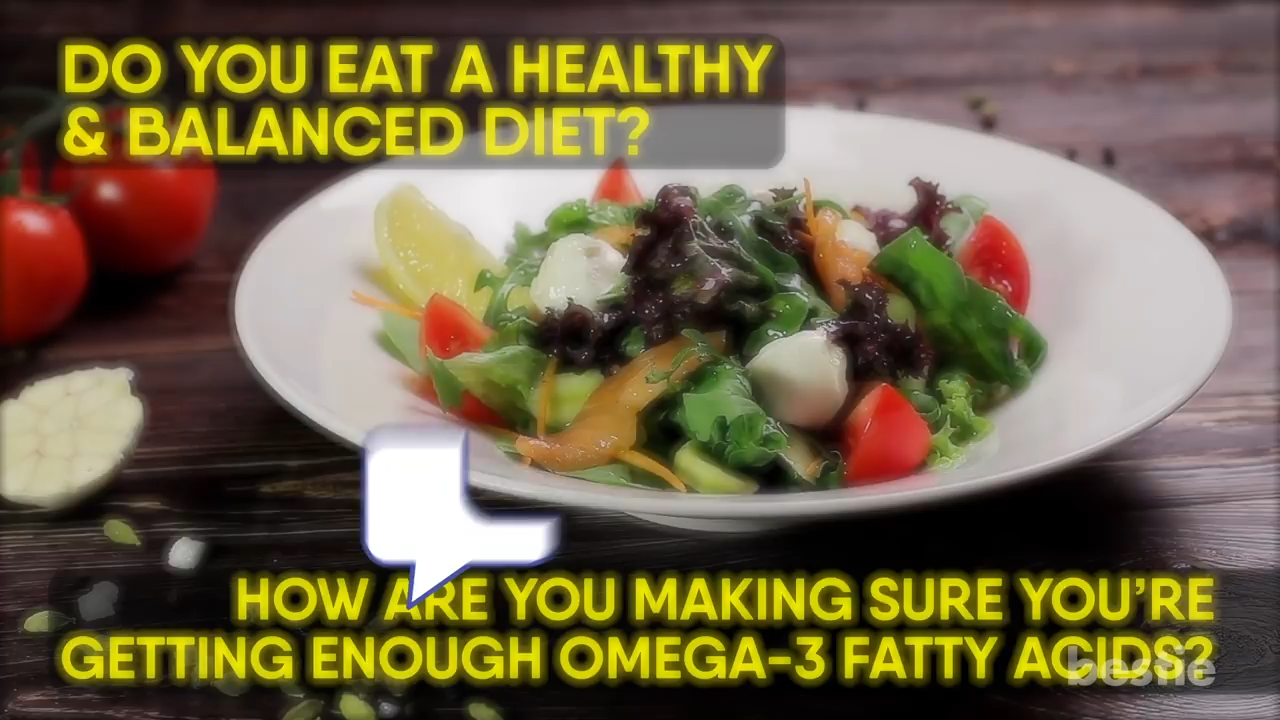 DO YOU EAT A HEALTHY
& BALANCED DIET?
HOW ARE YOU MAKING SURE YOU'RE
GETTING ENOUGH OMEGA-3 FATTY ACIDS?
bestie